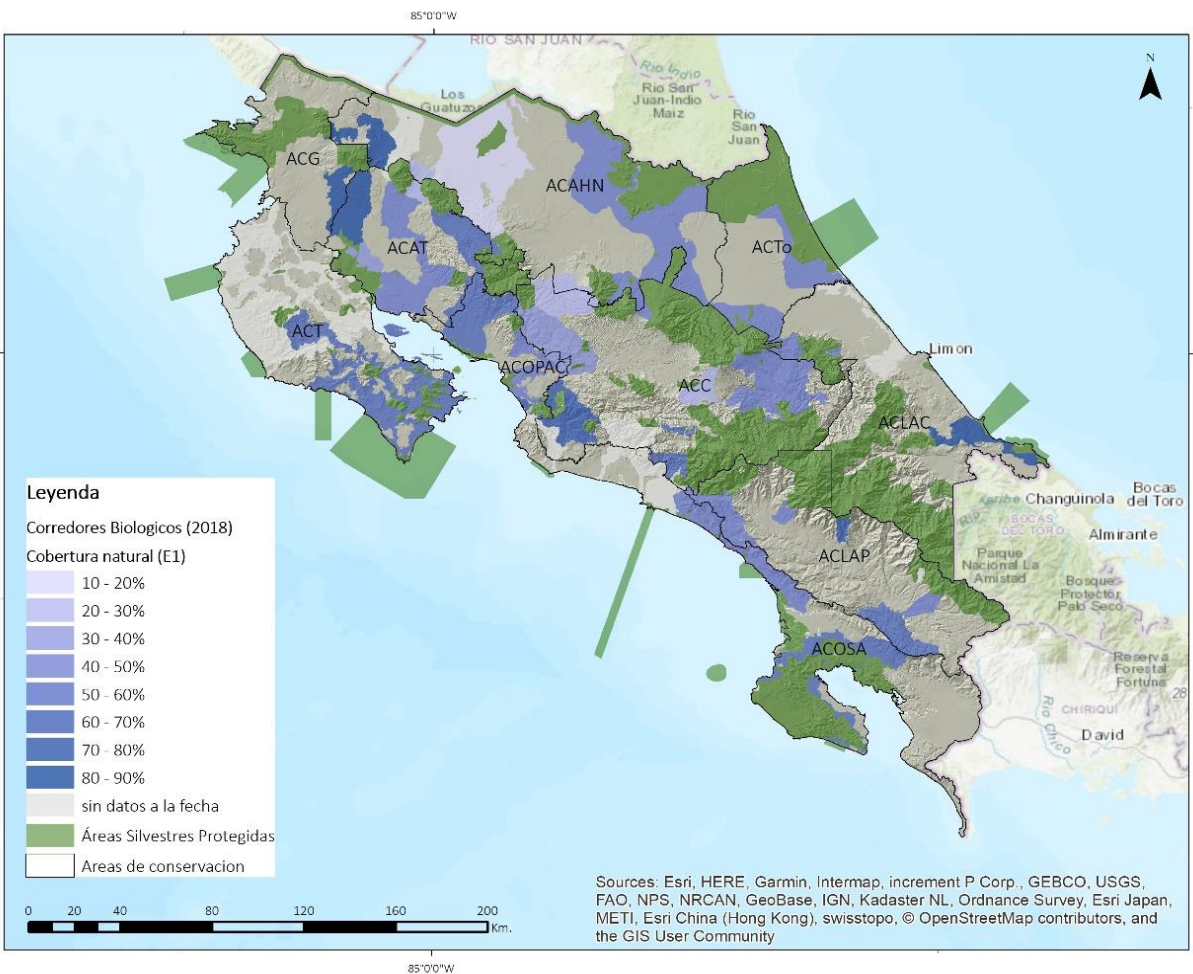 85°0'0"W
RIO SAN JUAN
N
Los
Guatuzos
Río Indio
Rio San
Juan-Indio
Maiz
Rio
San
Juan
ACG
ACAHN
ACAT
ACTo
ACT
ACOPAC
ACC
Limon
ACLAC
Changuinola
Bocas
del Toro
BOCAS
DEL TORO
Almirante
ACLAP
Parque
Nacional La
Amistad
Bosque
Protector
Palo Seco
ACOSA
Reserva
Forestal
Fortuna
28
CHIRIQUI
Rio Chico
David
Leyenda
Corredores Biologicos (2018)
Cobertura natural (E1)
10 - 20%
20 - 30%
30 - 40%
40 - 50%
50 - 60%
60 - 70%
70 - 80%
80 - 90%
sin datos a la fecha
Áreas Silvestres Protegidas
Areas de conservacion
0 20 40 80 120 160 200
Km.
Sources: Esri, HERE, Garmin, Intermap, increment P Corp., GEBCO, USGS,
FAO, NPS, NRCAN, GeoBase, IGN, Kadaster NL, Ordnance Survey, Esri Japan,
METI, Esri China (Hong Kong), swisstopo, © OpenStreetMap contributors, and
the GIS User Community
85°0'0"W